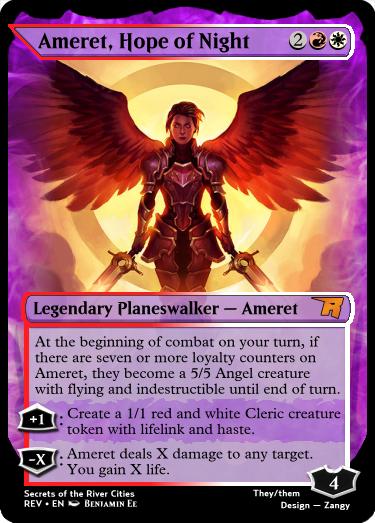 Ameret, Hope of Night 2
Legendary Planeswalker — Ameret
At the beginning of combat on your turn, if
there are seven or more loyalty counters on
Ameret, they become a 5/5 Angel creature
with flying and indestructible until end of turn.
+1: Create a 1/1 red and white Cleric creature
token with lifelink and haste.
-X: Ameret deals X damage to any target.
You gain X life.
4
Secrets of the River Cities They/them
REV • EN Benjamin Ee Design — Zangy